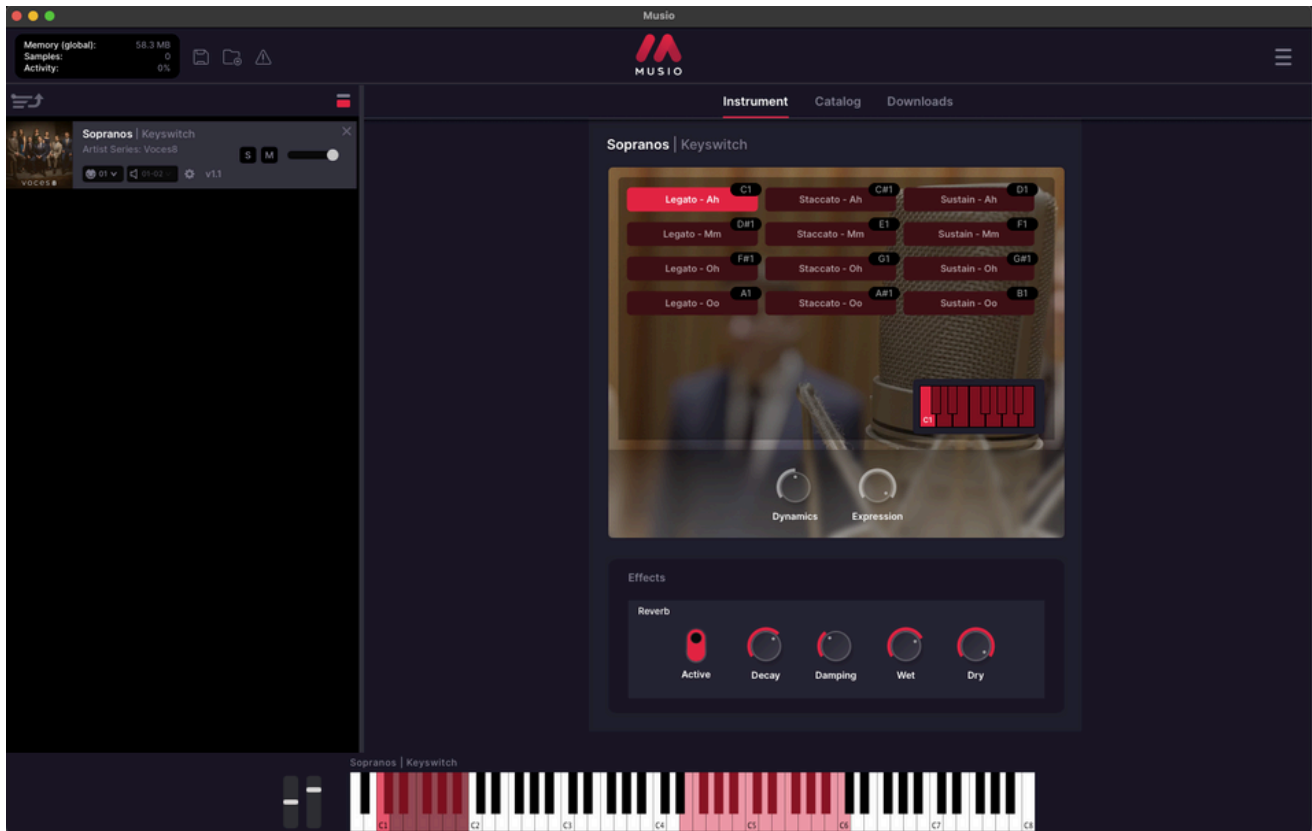 Musio
Memory (global): 58.3 MB
Samples: 0
Activity: 0%
MUSIO
Instrument Catalog Downloads
Sopranos | Keyswitch
Artist Series: Voces8
S M
01 01-02 v1.1
voces8
Sopranos | Keyswitch
Legato - Ah C1 Staccato - Ah C#1 Sustain - Ah D1
Legato - Mm D#1 Staccato - Mm E1 Sustain - Mm F1
Legato - Oh F#1 Staccato - Oh G1 Sustain - Oh G#1
Legato - Oo A1 Staccato - Oo A#1 Sustain - Oo B1
C1
Dynamics Expression
Effects
Reverb
Active Decay Damping Wet Dry
Sopranos | Keyswitch
C1 C2 C3 C4 C5 C6 C7 C8